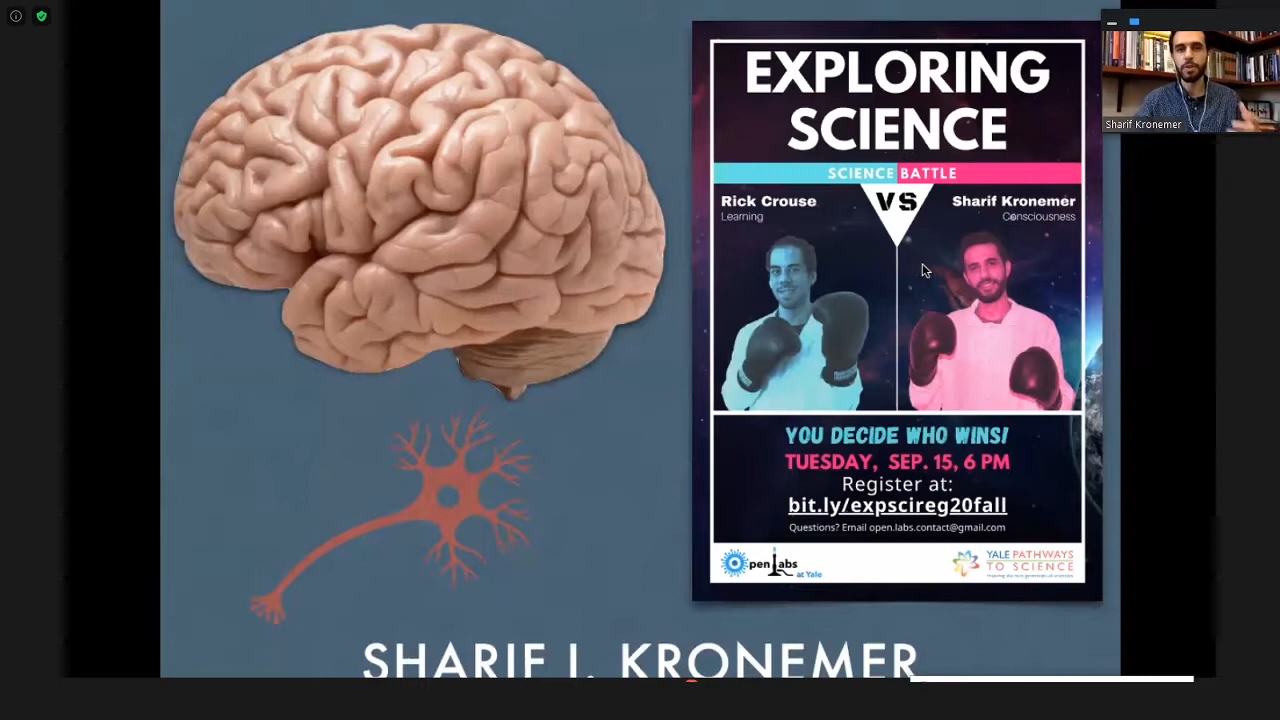 EXPLORING
SCIENCE
SCIENCE BATTLE
VS
Rick Crouse
Learning
Sharif Kronemer
Consciousness
YOU DECIDE WHO WINS!
TUESDAY, SEP. 15, 6 PM
Register at:
bit.ly/expscireg20fall
Questions? Email open.labs.contact@gmail.com
pen Labs
at Yale
YALE PATHWAYS
TO SCIENCE
Sharif Kronemer
SHARIF I. KRONEMER